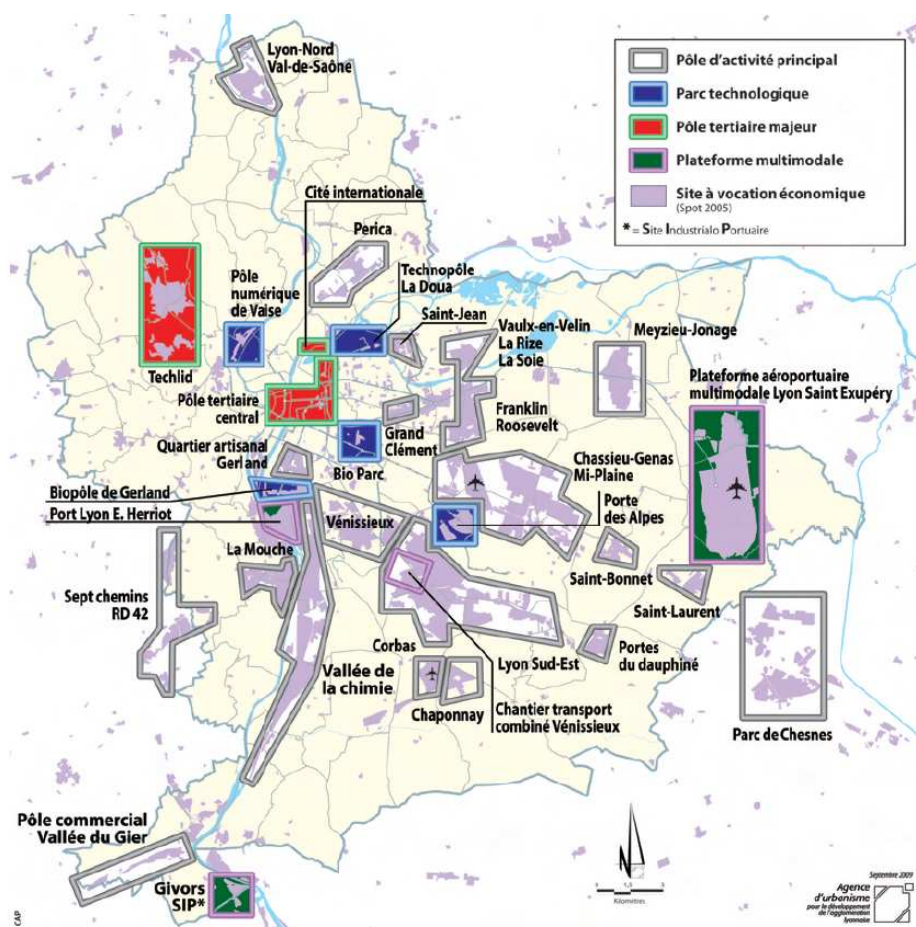 Lyon-Nord
Val-de-Saône
Pôle d'activité principal
Parc technologique
Pôle tertiaire majeur
Plateforme multimodale
Site à vocation économique
(Spot 2005)
* = Site Industrialo Portuaire
Cité internationale
Perica
Pôle
numérique
de Vaise
Technopôle
La Doua
Saint-Jean
Vaulx-en-Velin
La Rize
La Soie
Meyzieu-Jonage
Techlid
Plateforme aéroportuaire
multimodale Lyon Saint Exupéry
Pôle tertiaire
central
Grand
Clément
Franklin
Roosevelt
Quartier artisanal
Gerland
Bio Parc
Chassieu-Genas
Mi-Plaine
Biopôle de Gerland
Port Lyon E. Herriot
Vénissieux
Porte
des Alpes
La Mouche
Saint-Bonnet
Sept chemins
RD 42
Saint-Laurent
Corbas
Lyon Sud-Est
Portes
du dauphiné
Vallée de
la chimie
Chaponnay
Chantier transport
combiné Vénissieux
Parc de Chesnes
Pôle commercial
Vallée du Gier
Givors
SIP*
N
Kilomètres
Septembre 2009
Agence
d'urbanisme
pour le développement
de l'agglomération
lyonnaise
CAP